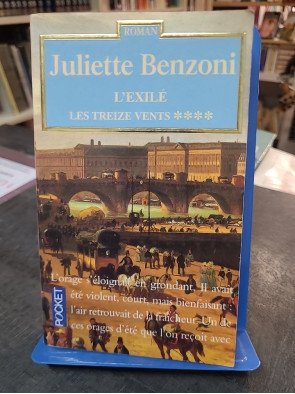 ROMAN
Juliette Benzoni
L'EXILÉ
LES TREIZE VENTS ****
L'orage s'éloignait en grondant. Il avait
été violent, court, mais bienfaisant :
l'air retrouvait de la fraîcheur. Un de
ces orages d'été que l'on reçoit avec
POCKET